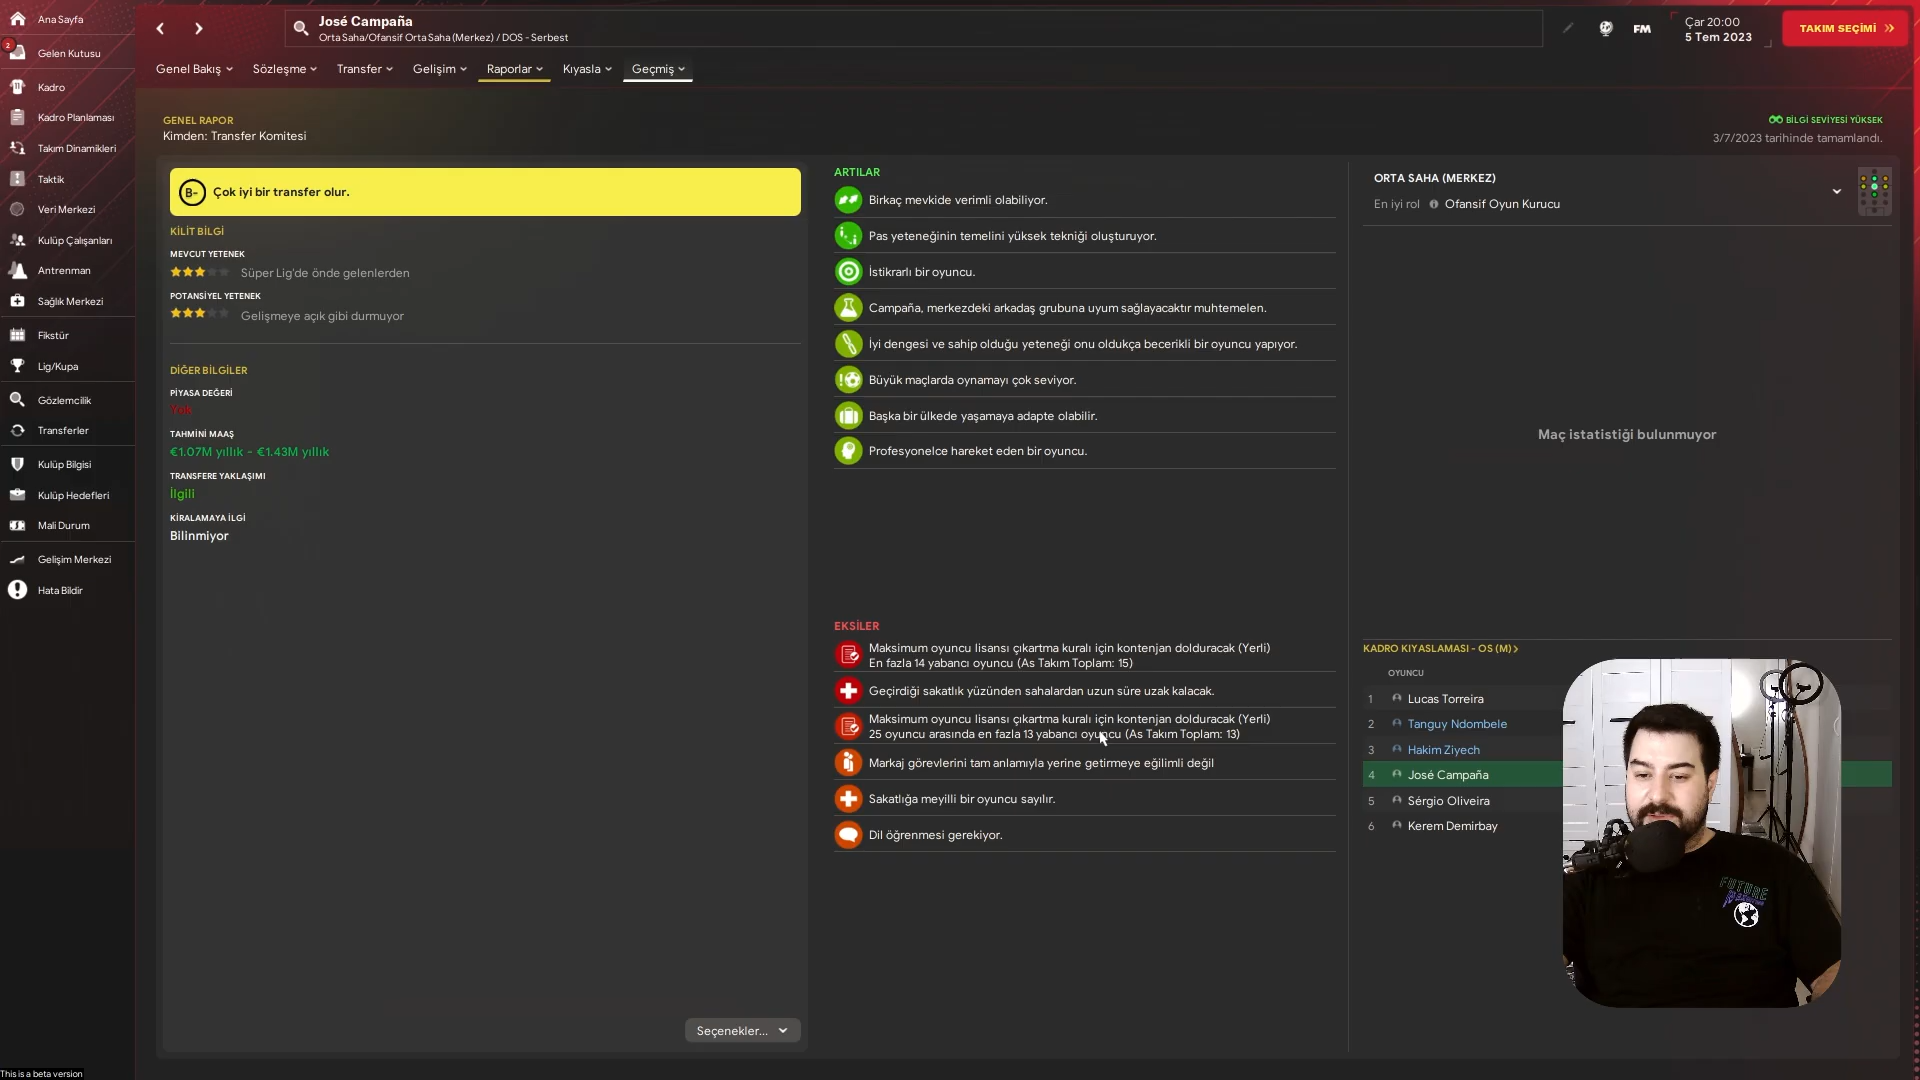 Ana Sayfa
2
Gelen Kutusu
Kadro
Kadro Planlaması
Takım Dinamikleri
Taktik
Veri Merkezi
Kulüp Çalışanları
Antrenman
Sağlık Merkezi
Fikstür
Lig/Kupa
Gözlemcilik
Transferler
Kulüp Bilgisi
Kulüp Hedefleri
Mali Durum
Gelişim Merkezi
Hata Bildir
This is a beta version
José Campaña
Orta Saha/Ofansif Orta Saha (Merkez) / DOS - Serbest
FM
Çar 20:00
5 Tem 2023
TAKIM SEÇİMİ
Genel Bakış
Sözleşme
Transfer
Gelişim
Raporlar
Kıyasla
Geçmiş
GENEL RAPOR
Kimden: Transfer Komitesi
BİLGİ SEVİYESİ YÜKSEK
3/7/2023 tarihinde tamamlandı.
B- Çok iyi bir transfer olur.
KİLİT BİLGİ
MEVCUT YETENEK
Süper Lig'de önde gelenlerden
POTANSİYEL YETENEK
Gelişmeye açık gibi durmuyor
DİĞER BİLGİLER
PİYASA DEĞERİ
Yok
TAHMİNİ MAAŞ
€1.07M yıllık - €1.43M yıllık
TRANSFERE YAKLAŞIMI
İlgili
KİRALAMAYA İLGİ
Bilinmiyor
Seçenekler...
ARTILAR
Birkaç mevkide verimli olabiliyor.
Pas yeteneğinin temelini yüksek tekniği oluşturuyor.
İstikrarlı bir oyuncu.
Campaña, merkezdeki arkadaş grubuna uyum sağlayacaktır muhtemelen.
İyi dengesi ve sahip olduğu yeteneği onu oldukça becerikli bir oyuncu yapıyor.
Büyük maçlarda oynamayı çok seviyor.
Başka bir ülkede yaşamaya adapte olabilir.
Profesyonelce hareket eden bir oyuncu.
EKSİLER
Maksimum oyuncu lisansı çıkartma kuralı için kontenjan dolduracak (Yerli)
En fazla 14 yabancı oyuncu (As Takım Toplam: 15)
Geçirdiği sakatlık yüzünden sahalardan uzun süre uzak kalacak.
Maksimum oyuncu lisansı çıkartma kuralı için kontenjan dolduracak (Yerli)
25 oyuncu arasında en fazla 13 yabancı oyuncu (As Takım Toplam: 13)
Markaj görevlerini tam anlamıyla yerine getirmeye eğilimli değil
Sakatlığa meyilli bir oyuncu sayılır.
Dil öğrenmesi gerekiyor.
ORTA SAHA (MERKEZ)
En iyi rol Ofansif Oyun Kurucu
Maç istatistiği bulunmuyor
KADRO KIYASLAMASI - OS (M)
OYUNCU
1 Lucas Torreira
2 Tanguy Ndombele
3 Hakim Ziyech
4 José Campaña
5 Sérgio Oliveira
6 Kerem Demirbay
FUTURE